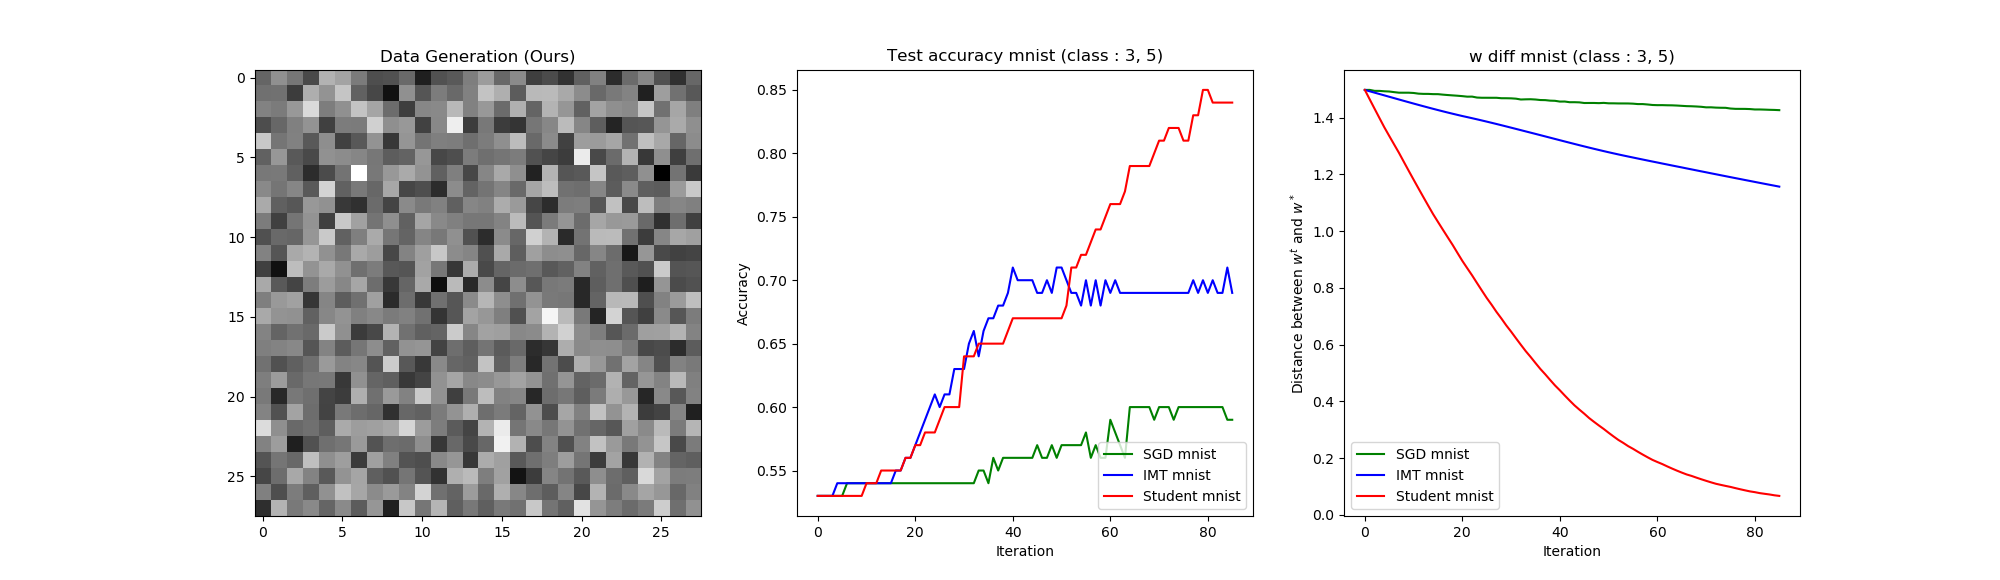 Data Generation (Ours)
0
5
10
15
20
25
0 5 10 15 20 25
Test accuracy mnist (class : 3, 5)
Accuracy
0.85
0.80
0.75
0.70
0.65
0.60
0.55
SGD mnist
IMT mnist
Student mnist
0 20 40 60 80
Iteration
w diff mnist (class : 3, 5)
Distance between w^t and w^*
1.4
1.2
1.0
0.8
0.6
0.4
0.2
0.0
SGD mnist
IMT mnist
Student mnist
0 20 40 60 80
Iteration